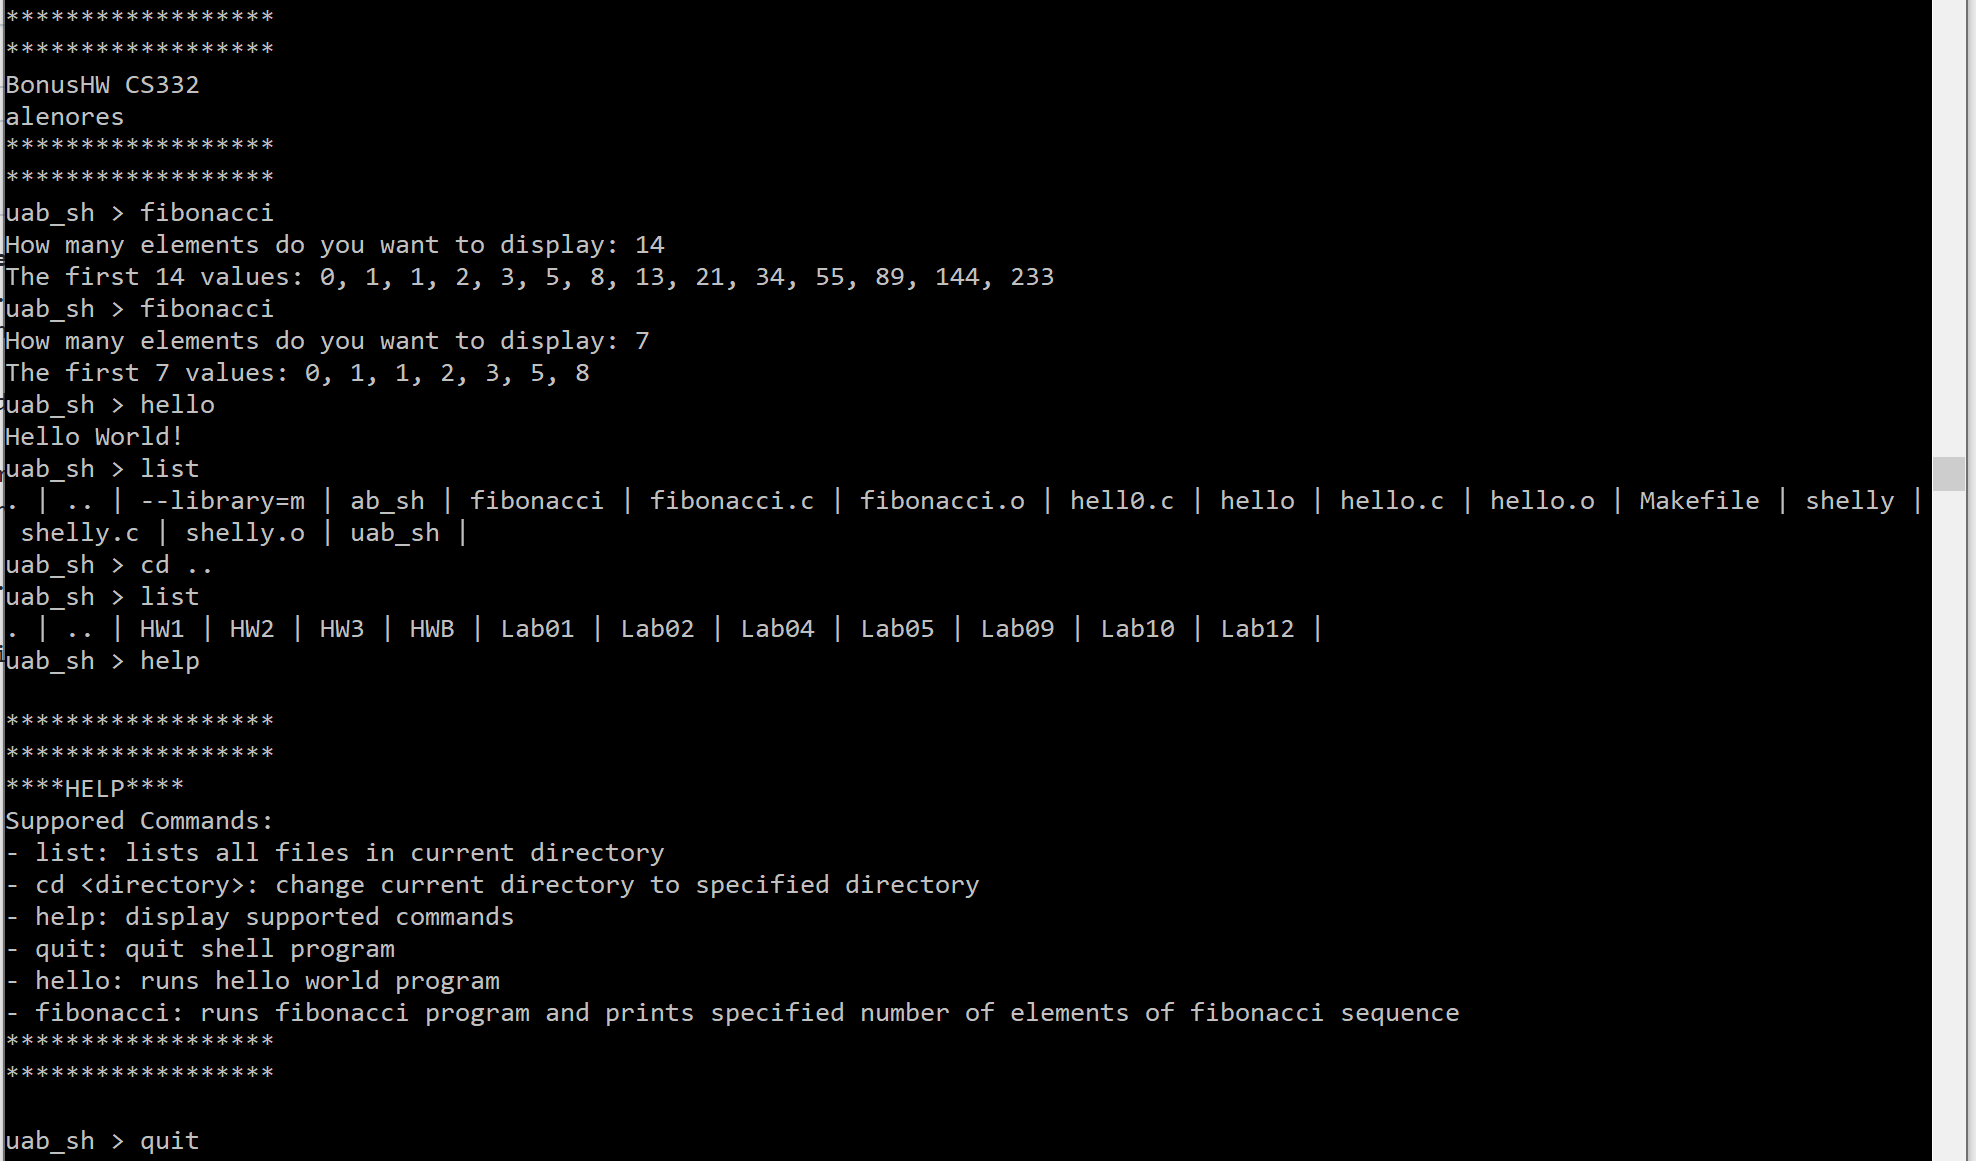 ******************
******************
BonusHW CS332
alenores
******************
******************
uab_sh > fibonacci
How many elements do you want to display: 14
The first 14 values: 0, 1, 1, 2, 3, 5, 8, 13, 21, 34, 55, 89, 144, 233
uab_sh > fibonacci
How many elements do you want to display: 7
The first 7 values: 0, 1, 1, 2, 3, 5, 8
uab_sh > hello
Hello World!
uab_sh > list
. | .. | --library=m | ab_sh | fibonacci | fibonacci.c | fibonacci.o | hell0.c | hello | hello.c | hello.o | Makefile | shelly |
 shelly.c | shelly.o | uab_sh |
uab_sh > cd ..
uab_sh > list
. | .. | HW1 | HW2 | HW3 | HWB | Lab01 | Lab02 | Lab04 | Lab05 | Lab09 | Lab10 | Lab12 |
uab_sh > help

******************
******************
****HELP****
Suppored Commands:
- list: lists all files in current directory
- cd <directory>: change current directory to specified directory
- help: display supported commands
- quit: quit shell program
- hello: runs hello world program
- fibonacci: runs fibonacci program and prints specified number of elements of fibonacci sequence
******************
******************

uab_sh > quit